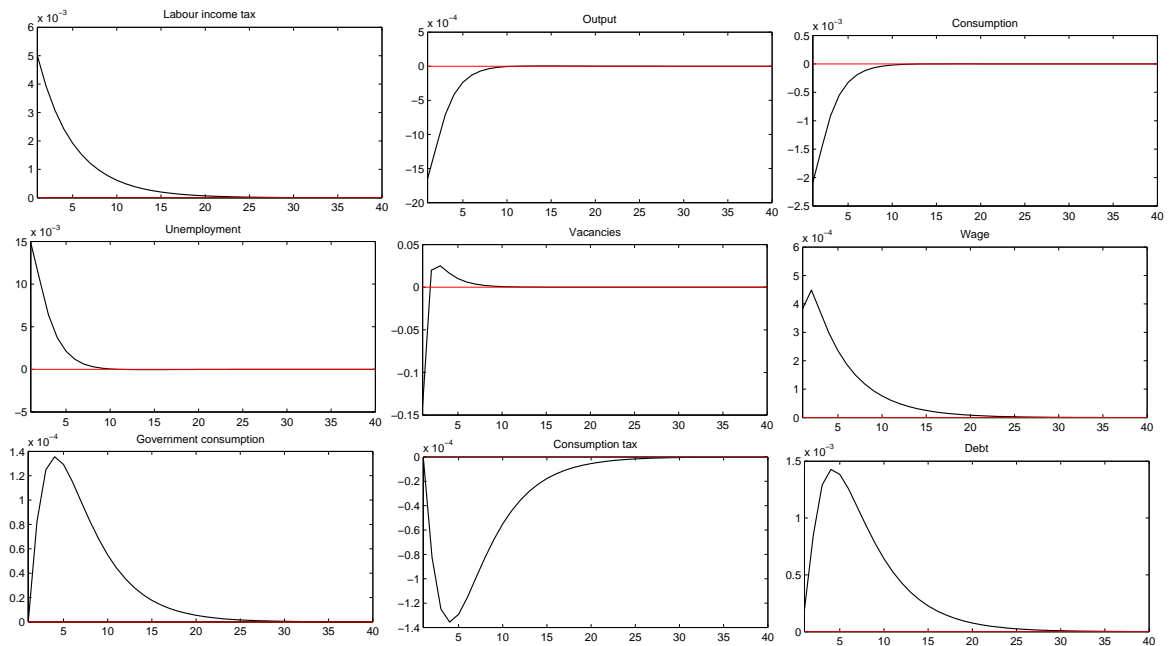 Labour income tax
x 10⁻³
6
5
4
3
2
1
0
5 10 15 20 25 30 35 40
Output
x 10⁻⁴
5
0
−5
−10
−15
−20
5 10 15 20 25 30 35 40
Consumption
x 10⁻³
0.5
0
−0.5
−1
−1.5
−2
−2.5
5 10 15 20 25 30 35 40
Unemployment
x 10⁻³
15
10
5
0
−5
5 10 15 20 25 30 35 40
Vacancies
0.05
0
−0.05
−0.1
−0.15
5 10 15 20 25 30 35 40
Wage
x 10⁻⁴
6
5
4
3
2
1
0
5 10 15 20 25 30 35 40
Government consumption
x 10⁻⁴
1.4
1.2
1
0.8
0.6
0.4
0.2
0
5 10 15 20 25 30 35 40
Consumption tax
x 10⁻⁴
0
−0.2
−0.4
−0.6
−0.8
−1
−1.2
−1.4
5 10 15 20 25 30 35 40
Debt
x 10⁻³
1.5
1
0.5
0
5 10 15 20 25 30 35 40